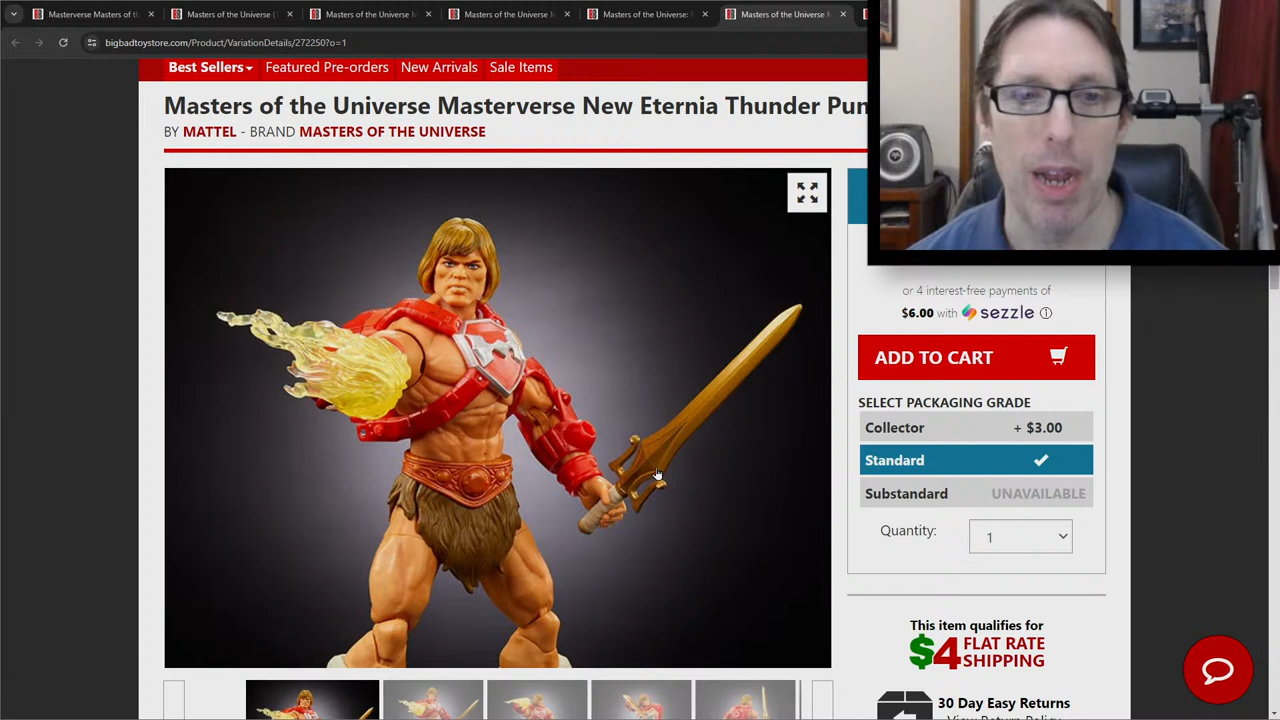 Masterverse Masters of t
Masters of the Universe (
Masters of the Universe M
Masters of the Universe M
Masters of the Universe:
Masters of the Universe M
bigbadtoystore.com/Product/VariationDetails/272250?o=1
Best Sellers
Featured Pre-orders
New Arrivals
Sale Items
Masters of the Universe Masterverse New Eternia Thunder Pun
BY MATTEL - BRAND MASTERS OF THE UNIVERSE
or 4 interest-free payments of
$6.00 with sezzle
ADD TO CART
SELECT PACKAGING GRADE
Collector + $3.00
Standard
Substandard UNAVAILABLE
Quantity: 1
This item qualifies for
$4 FLAT RATE
SHIPPING
30 Day Easy Returns
View Return Policy